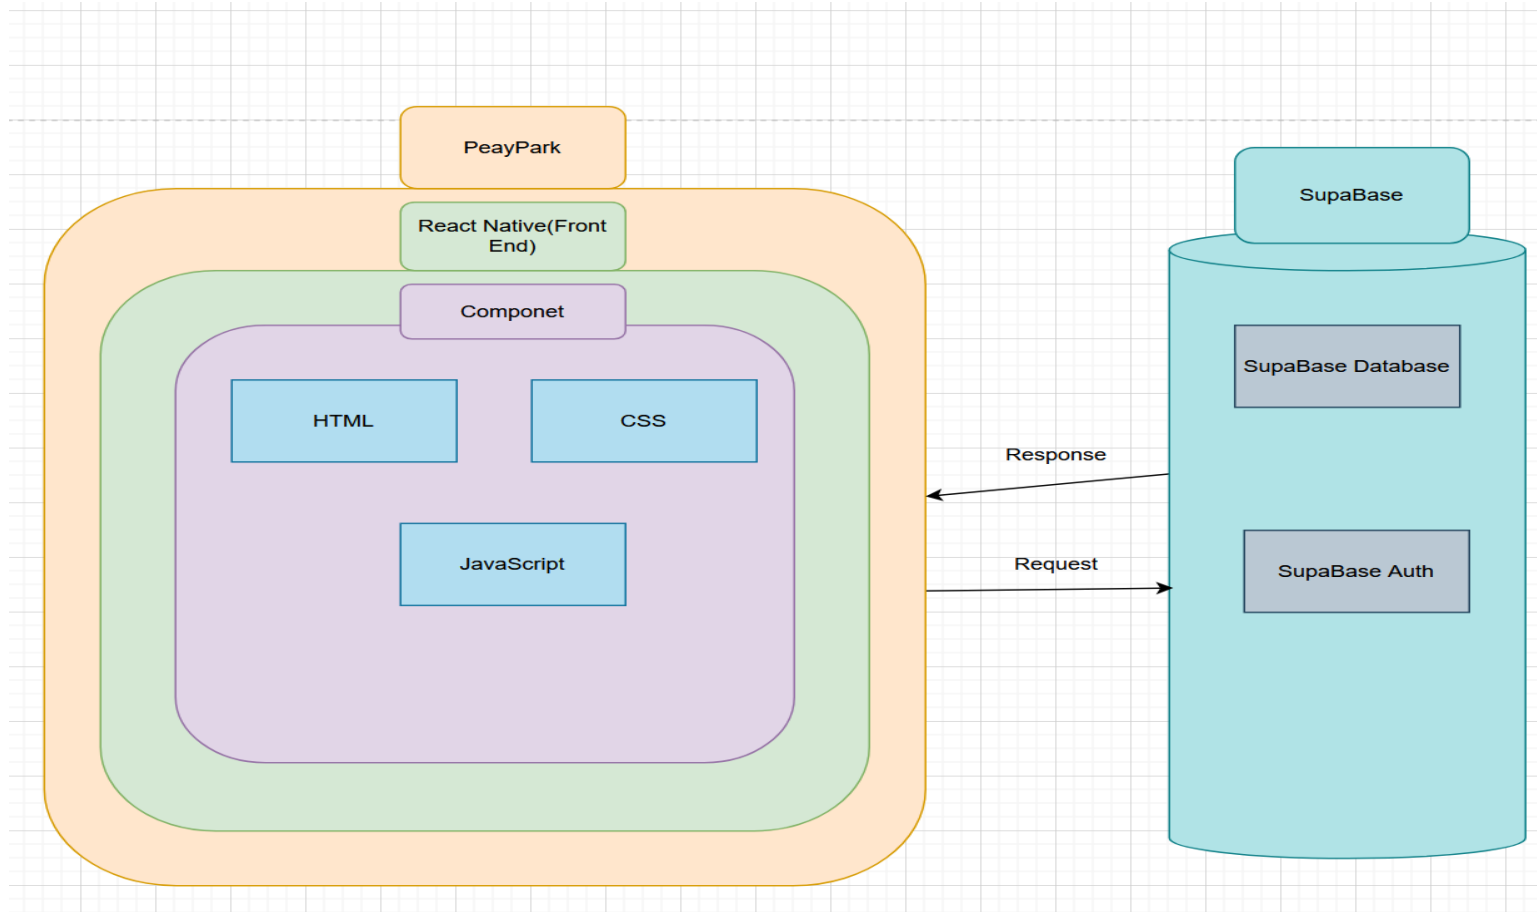 PeayPark
React Native(Front
End)
Componet
HTML
CSS
JavaScript
Response
Request
SupaBase
SupaBase Database
SupaBase Auth